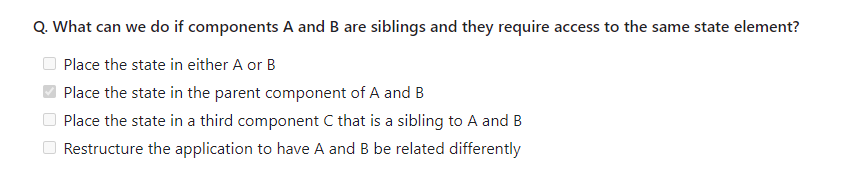 Q. What can we do if components A and B are siblings and they require access to the same state element?
Place the state in either A or B
Place the state in the parent component of A and B
Place the state in a third component C that is a sibling to A and B
Restructure the application to have A and B be related differently